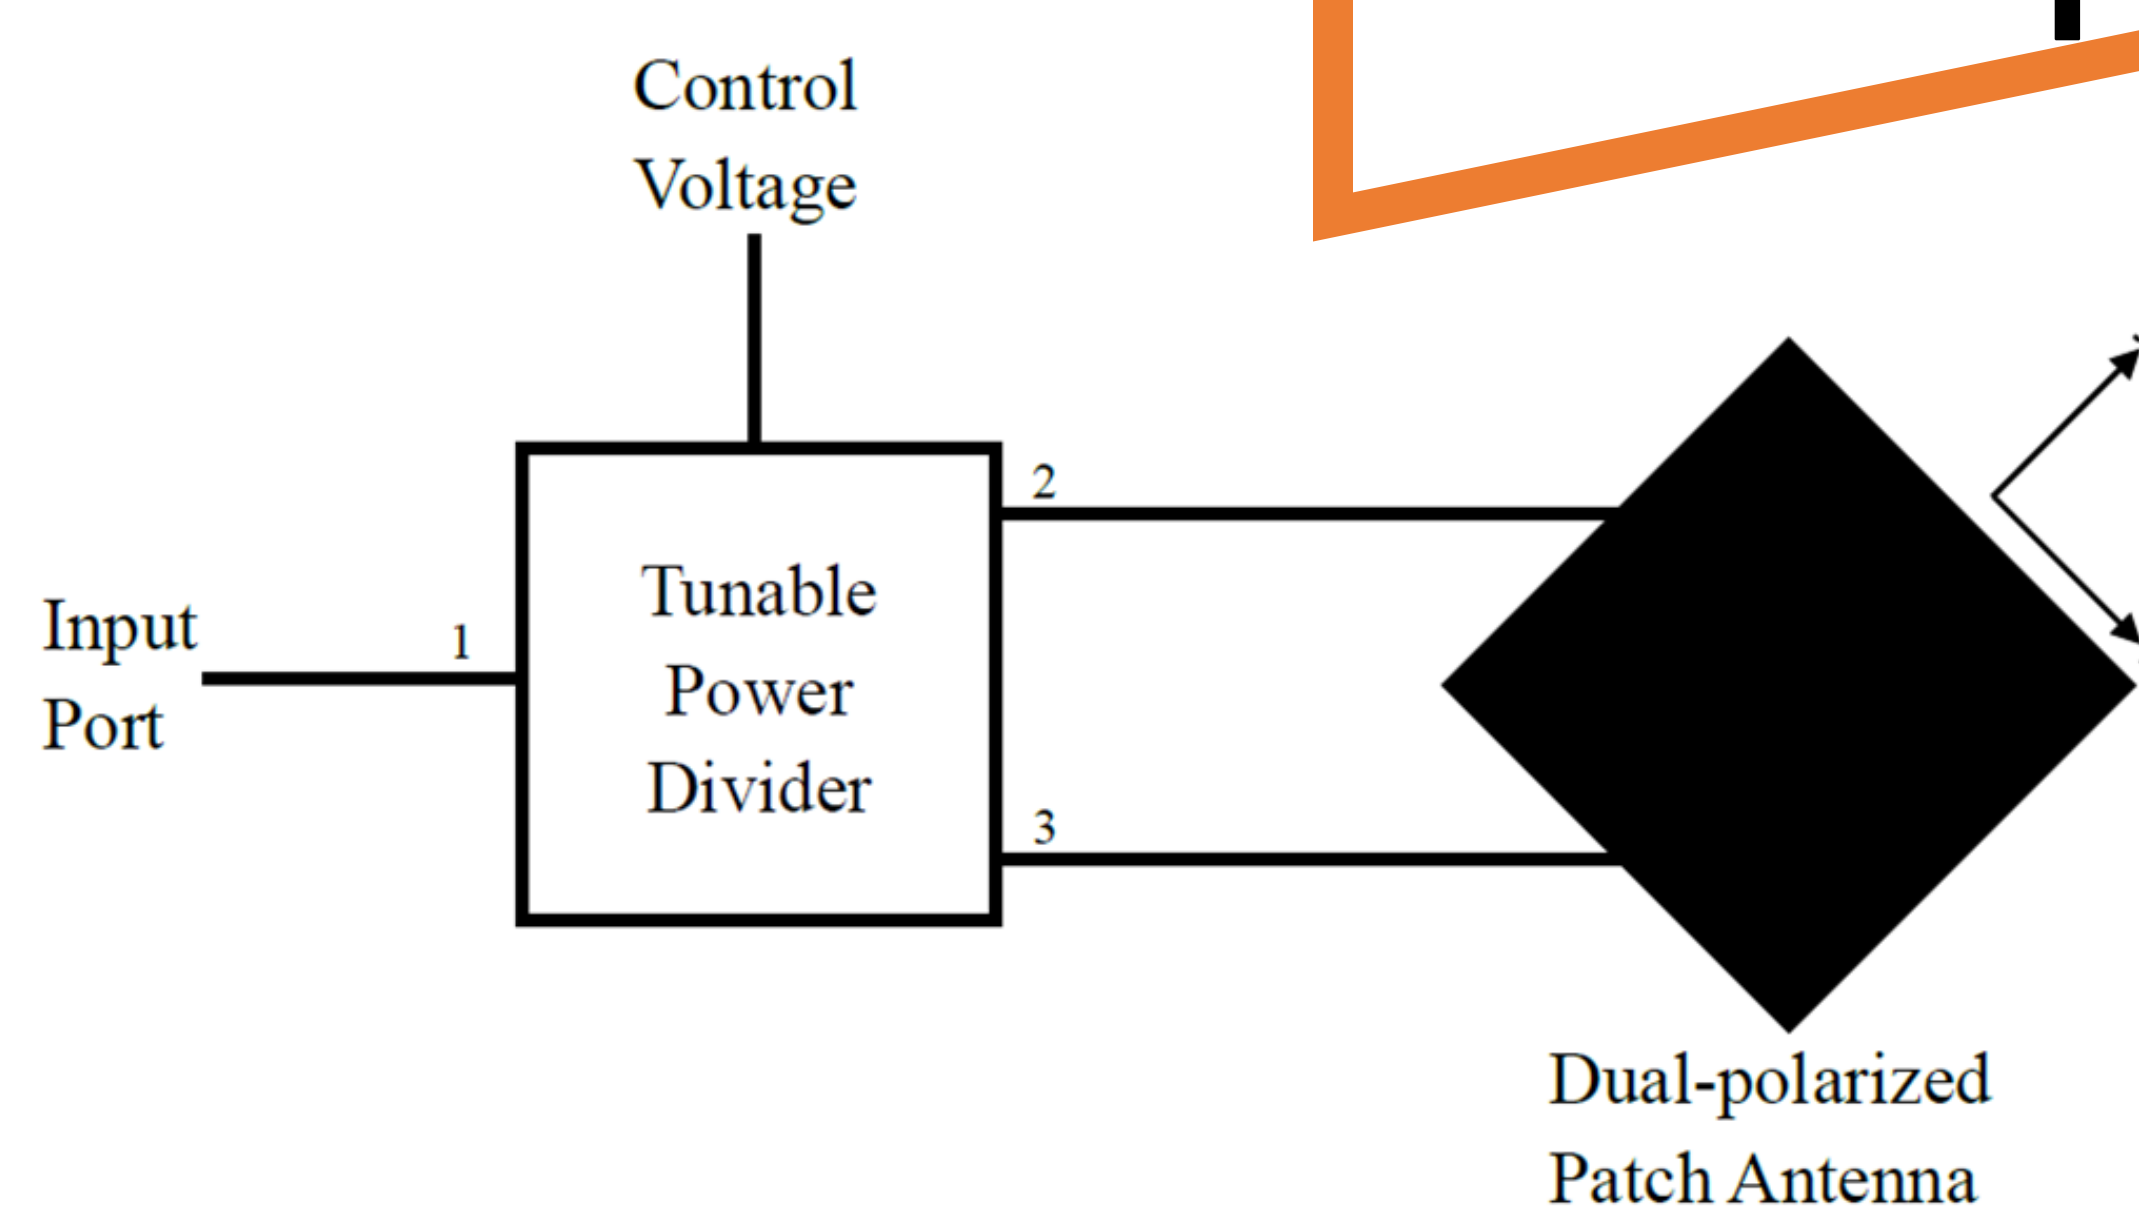 Control
Voltage
2
Tunable
Power
Divider
Input
Port
1
3
Dual-polarized
Patch Antenna